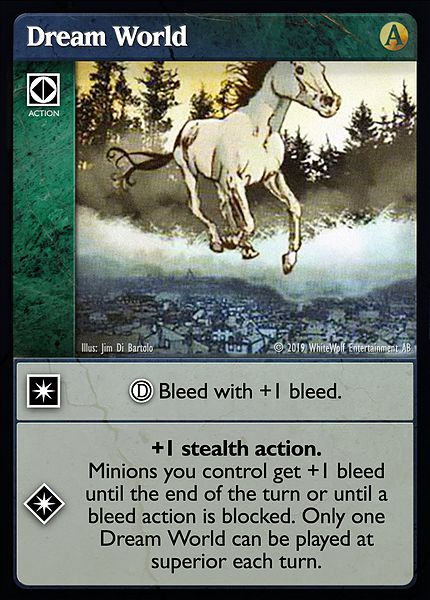 Dream World
A
ACTION
Illus: Jim Di Bartolo
© 2019, WhiteWolf Entertainment AB
D Bleed with +1 bleed.
+1 stealth action.
Minions you control get +1 bleed
until the end of the turn or until a
bleed action is blocked. Only one
Dream World can be played at
superior each turn.